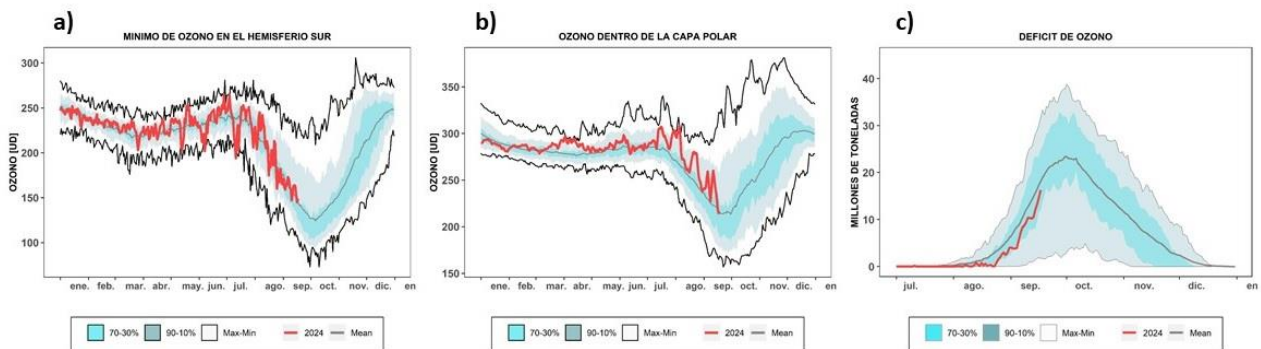 a)
MINIMO DE OZONO EN EL HEMISFERIO SUR
OZONO [UD]
300
250
200
150
100
ene. feb. mar. abr. may. jun. jul. ago. sep. oct. nov. dic. en
70-30% 90-10% Max-Min 2024 Mean
b)
OZONO DENTRO DE LA CAPA POLAR
OZONO [UD]
350
300
250
200
150
ene. feb. mar. abr. may. jun. jul. ago. sep. oct. nov. dic. en
70-30% 90-10% Max-Min 2024 Mean
c)
DEFICIT DE OZONO
MILLONES DE TONELADAS
40
30
20
10
0
jul. ago. sep. oct. nov. dic. en
70-30% 90-10% Max-Min 2024 Mean